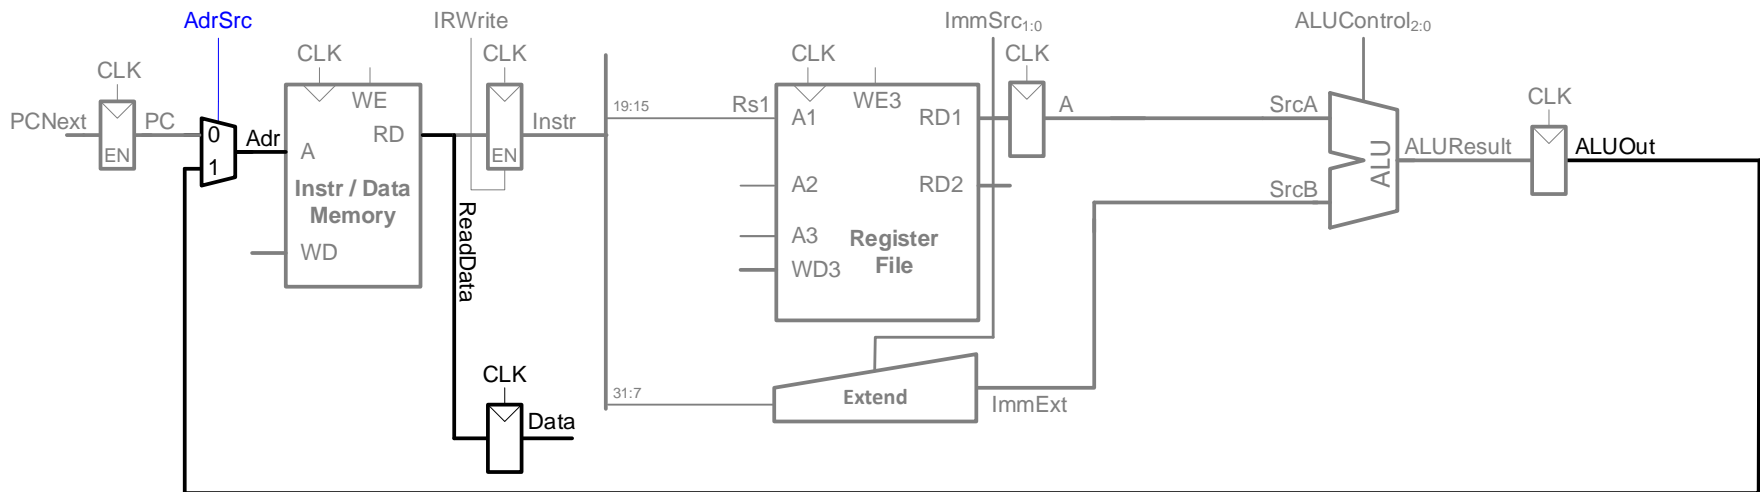 AdrSrc
IRWrite
ImmSrc1:0
ALUControl2:0
CLK
CLK
CLK
CLK
CLK
CLK
PCNext
PC
EN
0
1
Adr
WE
RD
A
Instr / Data
Memory
WD
EN
Instr
ReadData
CLK
Data
19:15
Rs1
A1
WE3
RD1
A2
RD2
A3
WD3
Register
File
A
31:7
Extend
ImmExt
SrcA
SrcB
ALU
ALUResult
CLK
ALUOut